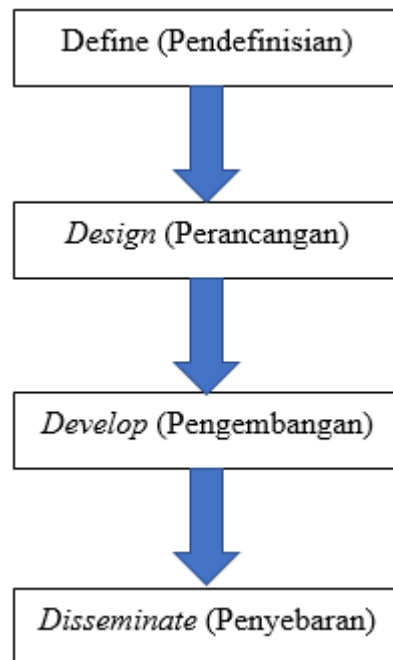 Define (Pendefinisian)
Design (Perancangan)
Develop (Pengembangan)
Disseminate (Penyebaran)